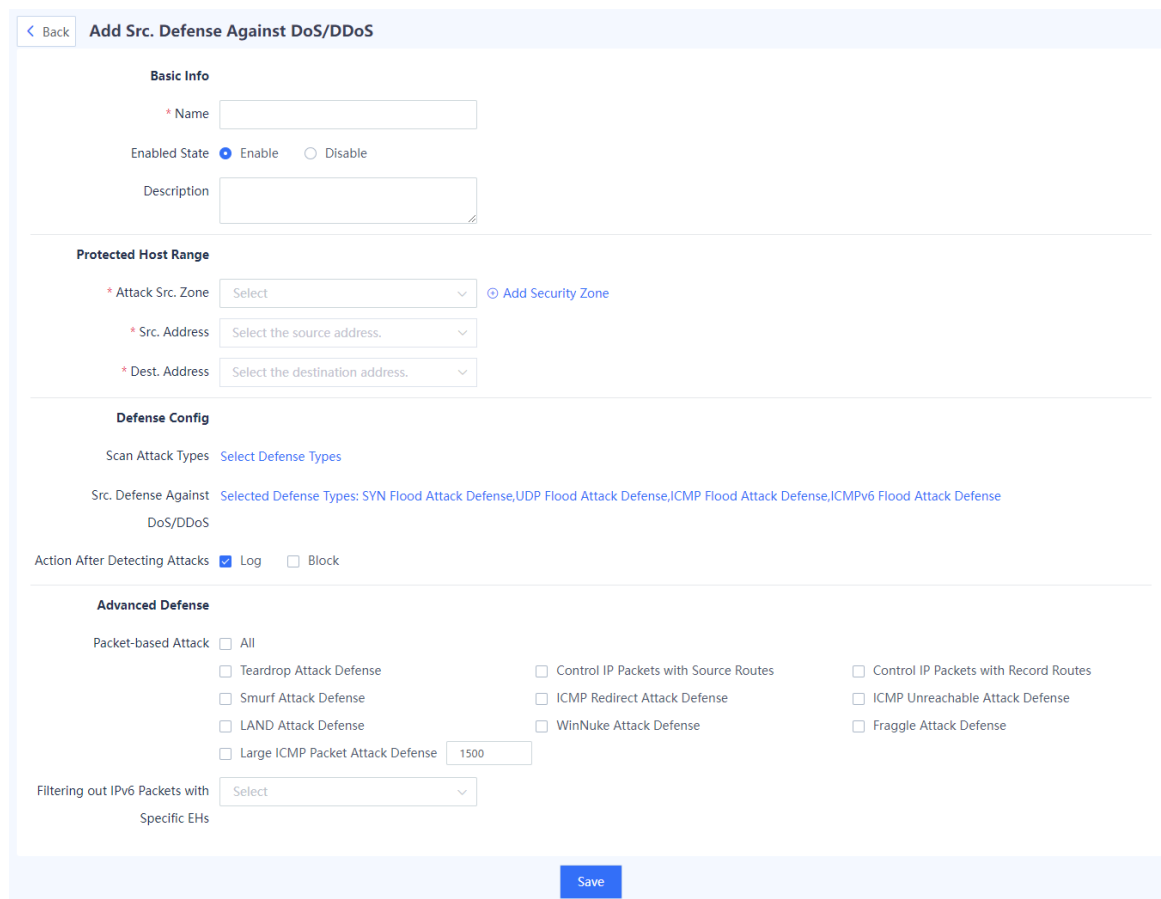 Back Add Src. Defense Against DoS/DDoS
Basic Info
* Name
Enabled State Enable Disable
Description
Protected Host Range
* Attack Src. Zone Select Add Security Zone
* Src. Address Select the source address.
* Dest. Address Select the destination address.
Defense Config
Scan Attack Types Select Defense Types
Src. Defense Against Selected Defense Types: SYN Flood Attack Defense,UDP Flood Attack Defense,ICMP Flood Attack Defense,ICMPv6 Flood Attack Defense
DoS/DDoS
Action After Detecting Attacks Log Block
Advanced Defense
Packet-based Attack All
Teardrop Attack Defense Control IP Packets with Source Routes Control IP Packets with Record Routes
Smurf Attack Defense ICMP Redirect Attack Defense ICMP Unreachable Attack Defense
LAND Attack Defense WinNuke Attack Defense Fraggle Attack Defense
Large ICMP Packet Attack Defense 1500
Filtering out IPv6 Packets with Select
Specific EHs
Save